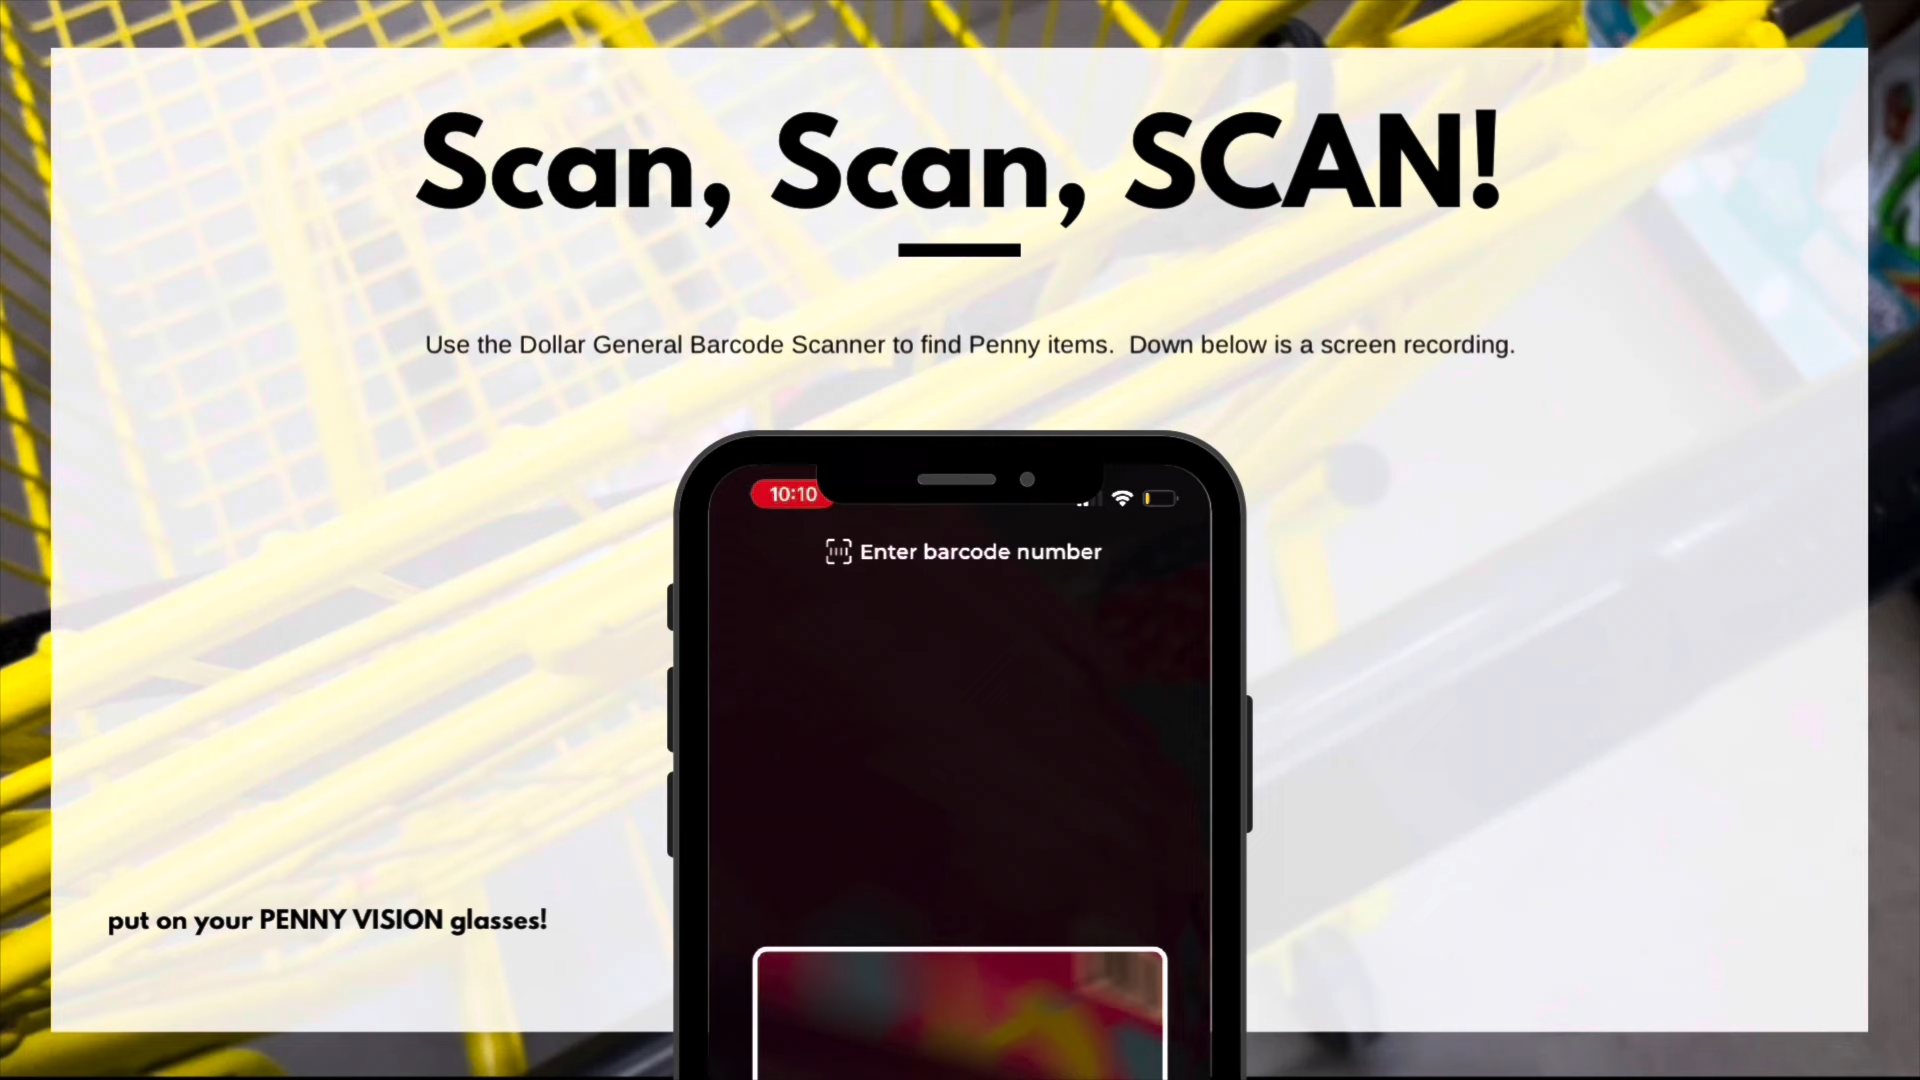 Scan, Scan, SCAN!
Use the Dollar General Barcode Scanner to find Penny items.  Down below is a screen recording.
10:10
Enter barcode number
put on your PENNY VISION glasses!